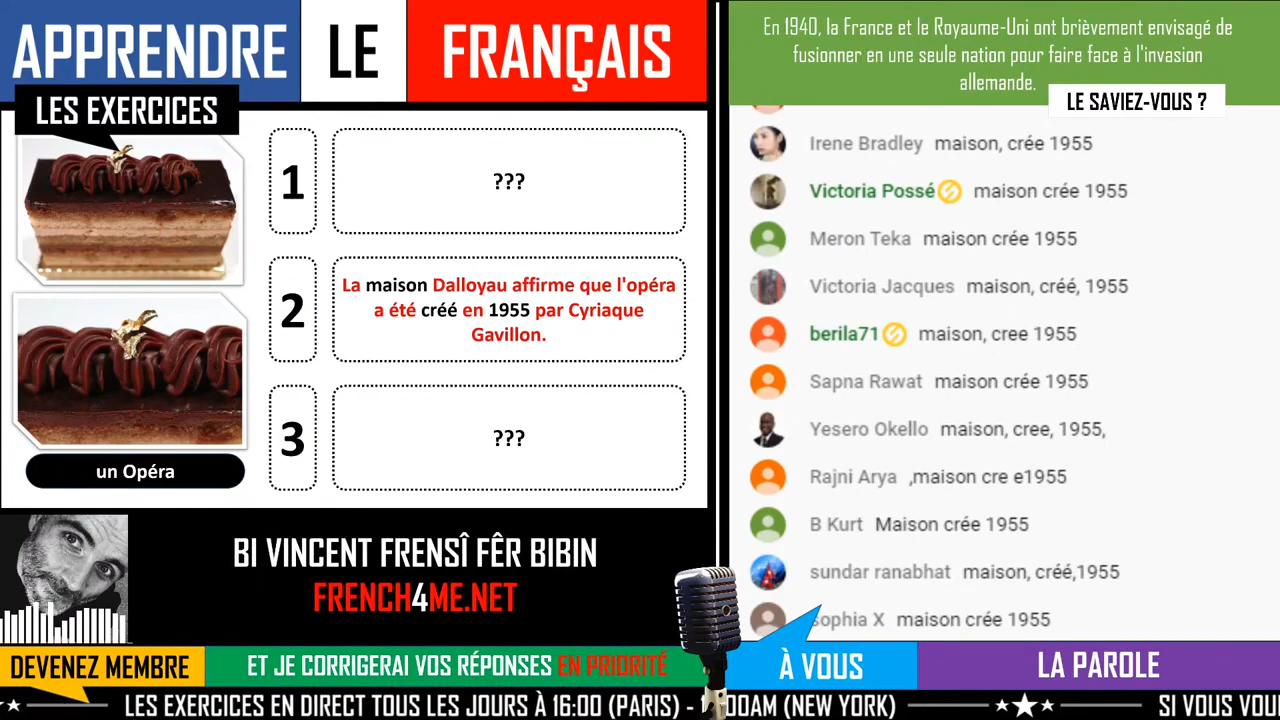 APPRENDRE LE FRANÇAIS
LES EXERCICES
1
???
2
La maison Dalloyau affirme que l'opéra
a été créé en 1955 par Cyriaque
Gavillon.
3
???
un Opéra
BI VINCENT FRENSÎ FÊR BIBIN
FRENCH4ME.NET
En 1940, la France et le Royaume-Uni ont brièvement envisagé de
fusionner en une seule nation pour faire face à l'invasion
allemande.
LE SAVIEZ-VOUS ?
Irene Bradley maison, crée 1955
Victoria Possé maison crée 1955
Meron Teka maison crée 1955
Victoria Jacques maison, créé, 1955
berila71 maison, cree 1955
Sapna Rawat maison crée 1955
Yesero Okello maison, cree, 1955,
Rajni Arya ,maison cre e1955
B Kurt Maison crée 1955
sundar ranabhat maison, créé,1955
sophia X maison crée 1955
DEVENEZ MEMBRE
ET JE CORRIGERAI VOS RÉPONSES EN PRIORITÉ
À VOUS
LA PAROLE
LES EXERCICES EN DIRECT TOUS LES JOURS À 16:00 (PARIS) - 00AM (NEW YORK)
SI VOUS